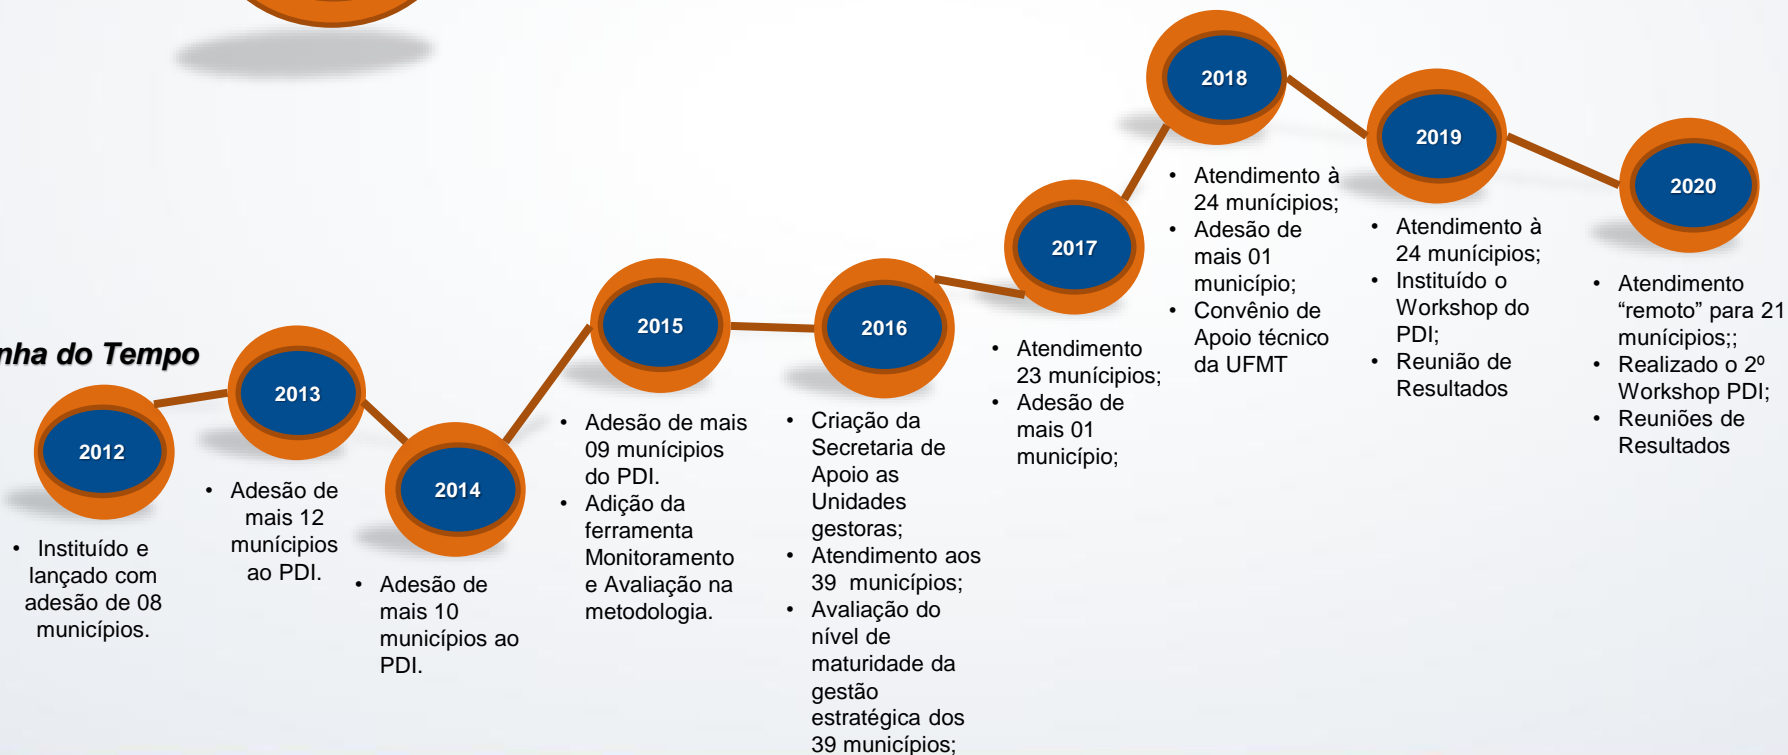 nha do Tempo
2012
• Instituído e
lançado com
adesão de 08
municípios.
2013
• Adesão de
mais 12
munícipios
ao PDI.
2014
• Adesão de
mais 10
municípios ao
PDI.
2015
• Adesão de mais
09 munícipios
do PDI.
• Adição da
ferramenta
Monitoramento
e Avaliação na
metodologia.
2016
• Criação da
Secretaria de
Apoio as
Unidades
gestoras;
• Atendimento aos
39 municípios;
• Avaliação do
nível de
maturidade da
gestão
estratégica dos
39 municípios;
2017
• Atendimento
23 munícipios;
• Adesão de
mais 01
município;
2018
• Atendimento à
24 munícipios;
• Adesão de
mais 01
município;
• Convênio de
Apoio técnico
da UFMT
2019
• Atendimento à
24 munícipios;
• Instituído o
Workshop do
PDI;
• Reunião de
Resultados
2020
• Atendimento
“remoto” para 21
munícipios;;
• Realizado o 2º
Workshop PDI;
• Reuniões de
Resultados